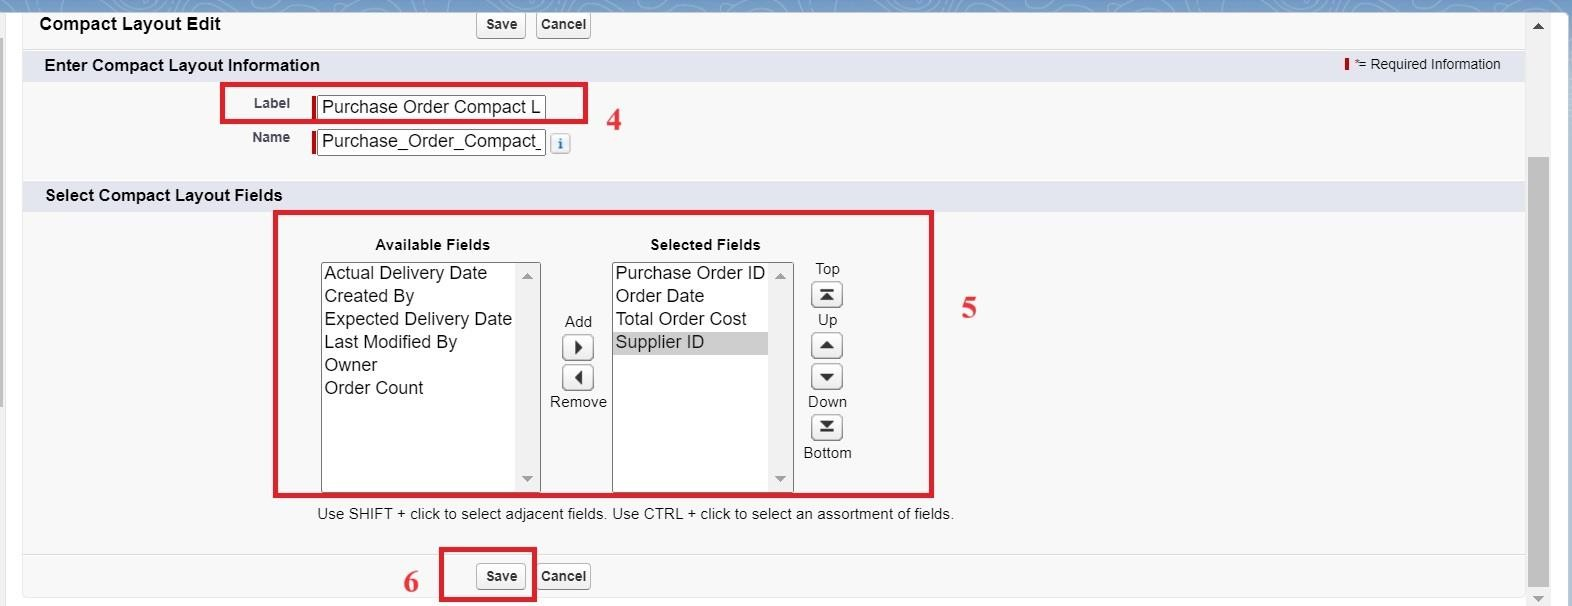 Compact Layout Edit
Save Cancel
Enter Compact Layout Information
*= Required Information
Label
Purchase Order Compact L
4
Name
Purchase_Order_Compact_
i
Select Compact Layout Fields
Available Fields
Selected Fields
Actual Delivery Date
Created By
Expected Delivery Date
Last Modified By
Owner
Order Count
Add
Remove
Purchase Order ID
Order Date
Total Order Cost
Supplier ID
Top
Up
Down
Bottom
5
Use SHIFT + click to select adjacent fields. Use CTRL + click to select an assortment of fields.
6
Save Cancel